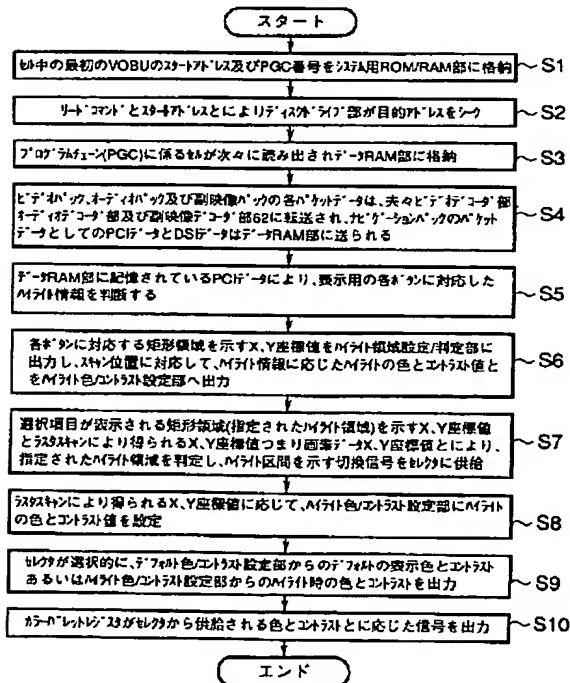 スタート
セル中の最初のVOBUのスタートアドレス及びPGC番号をシステム用ROM/RAM部に格納
S1
リードコマンドとスタートアドレスとによりディスクドライブ部が目的アドレスをシーク
S2
プログラムチェーン(PGC)に係るセルが次々に読み出されデータRAM部に格納
S3
ビデオパック、オーディオパック及び副映像パックの各パケットデータは、夫々ビデオデコーダ部
オーディオデコーダ部及び副映像デコーダ部62に転送され、ナビゲーションパックのパケット
データとしてのPCIデータとDSIデータはデータRAM部に送られる
S4
データRAM部に記憶されているPCIデータにより、表示用の各ボタンに対応した
ハイライト情報を判断する
S5
各ボタンに対応する矩形領域を示すX、Y座標値をハイライト領域設定/判定部に
出力し、スキャン位置に対応して、ハイライト情報に応じたハイライトの色とコントラスト値と
をハイライト色/コントラスト設定部へ出力
S6
選択項目が表示される矩形領域(指定されたハイライト領域)を示すX、Y座標値
とラスタスキャンにより得られるX、Y座標値つまり画素データX、Y座標値とにより、
指定されたハイライト領域を判定し、ハイライト区間を示す切換信号をセレクタに供給
S7
ラスタスキャンにより得られるX、Y座標値に応じて、ハイライト色/コントラスト設定部にハイライト
の色とコントラスト値を設定
S8
セレクタが選択的に、デフォルト色/コントラスト設定部からのデフォルトの表示色とコントラスト
あるいはハイライト色/コントラスト設定部からのハイライト時の色とコントラストを出力
S9
カラーパレットレジスタがセレクタから供給される色とコントラストとに応じた信号を出力
S10
エンド